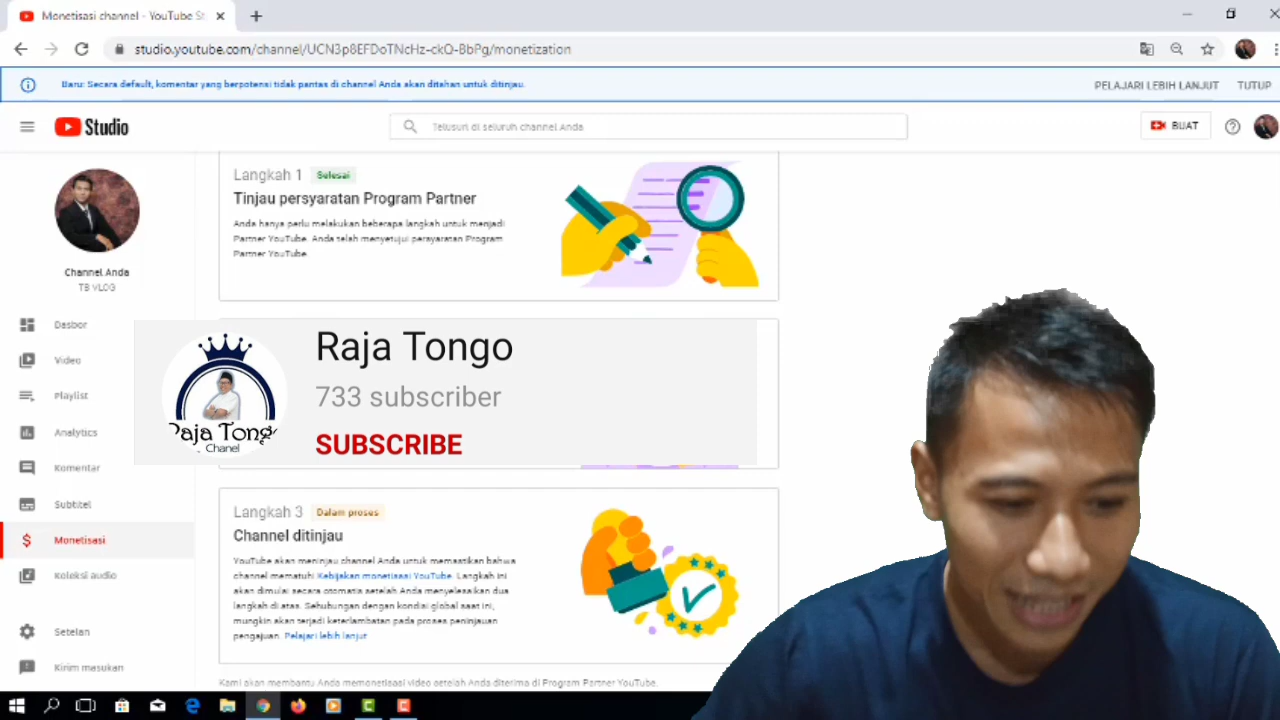 Monetisasi channel - YouTube St
studio.youtube.com/channel/UCN3p8EFDoTNcHz-ckQ-BbPg/monetization
Baru: Secara default, komentar yang berpotensi tidak pantas di channel Anda akan ditahan untuk ditinjau.
PELAJARI LEBIH LANJUT
TUTUP
Studio
Telusuri di seluruh channel Anda
BUAT
Channel Anda
TB VLOG
Dasbor
Video
Playlist
Analytics
Komentar
Subtitel
Monetisasi
Koleksi audio
Setelan
Kirim masukan
Langkah 1 Selesai
Tinjau persyaratan Program Partner
Anda hanya perlu melakukan beberapa langkah untuk menjadi
Partner YouTube. Anda telah menyetujui persyaratan Program
Partner YouTube.
Raja Tongo
733 subscriber
SUBSCRIBE
Raja Tongo
Chanel
Langkah 3 Dalam proses
Channel ditinjau
YouTube akan meninjau channel Anda untuk memastikan bahwa
channel mematuhi Kebijakan monetisasi YouTube. Langkah ini
akan dimulai secara otomatis setelah Anda menyelesaikan dua
langkah di atas. Sehubungan dengan kondisi global saat ini,
mungkin akan terjadi keterlambatan pada proses peninjauan
pengajuan. Pelajari lebih lanjut
Kami akan membantu Anda memonetisasi video setelah Anda diterima di Program Partner YouTube.